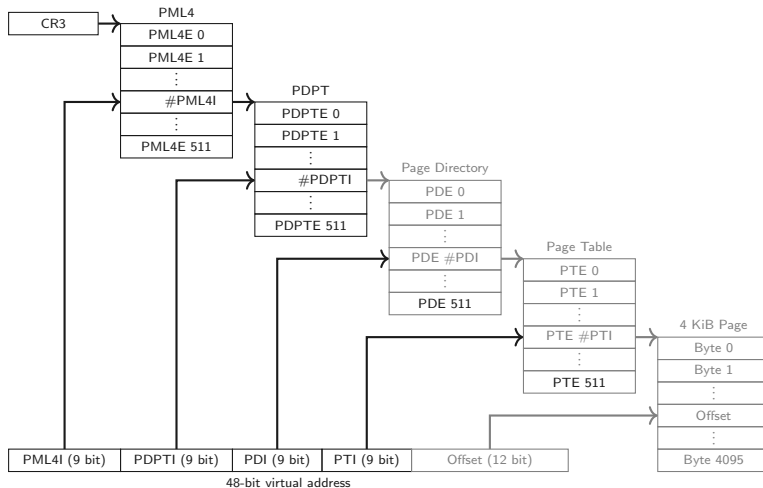 CR3
PML4
PML4E 0
PML4E 1
⋮
#PML4I
⋮
PML4E 511
PDPT
PDPTE 0
PDPTE 1
⋮
#PDPTI
⋮
PDPTE 511
Page Directory
PDE 0
PDE 1
⋮
PDE #PDI
⋮
PDE 511
Page Table
PTE 0
PTE 1
⋮
PTE #PTI
⋮
PTE 511
4 KiB Page
Byte 0
Byte 1
⋮
Offset
⋮
Byte 4095
PML4I (9 bit) PDPTI (9 bit) PDI (9 bit) PTI (9 bit) Offset (12 bit)
48-bit virtual address